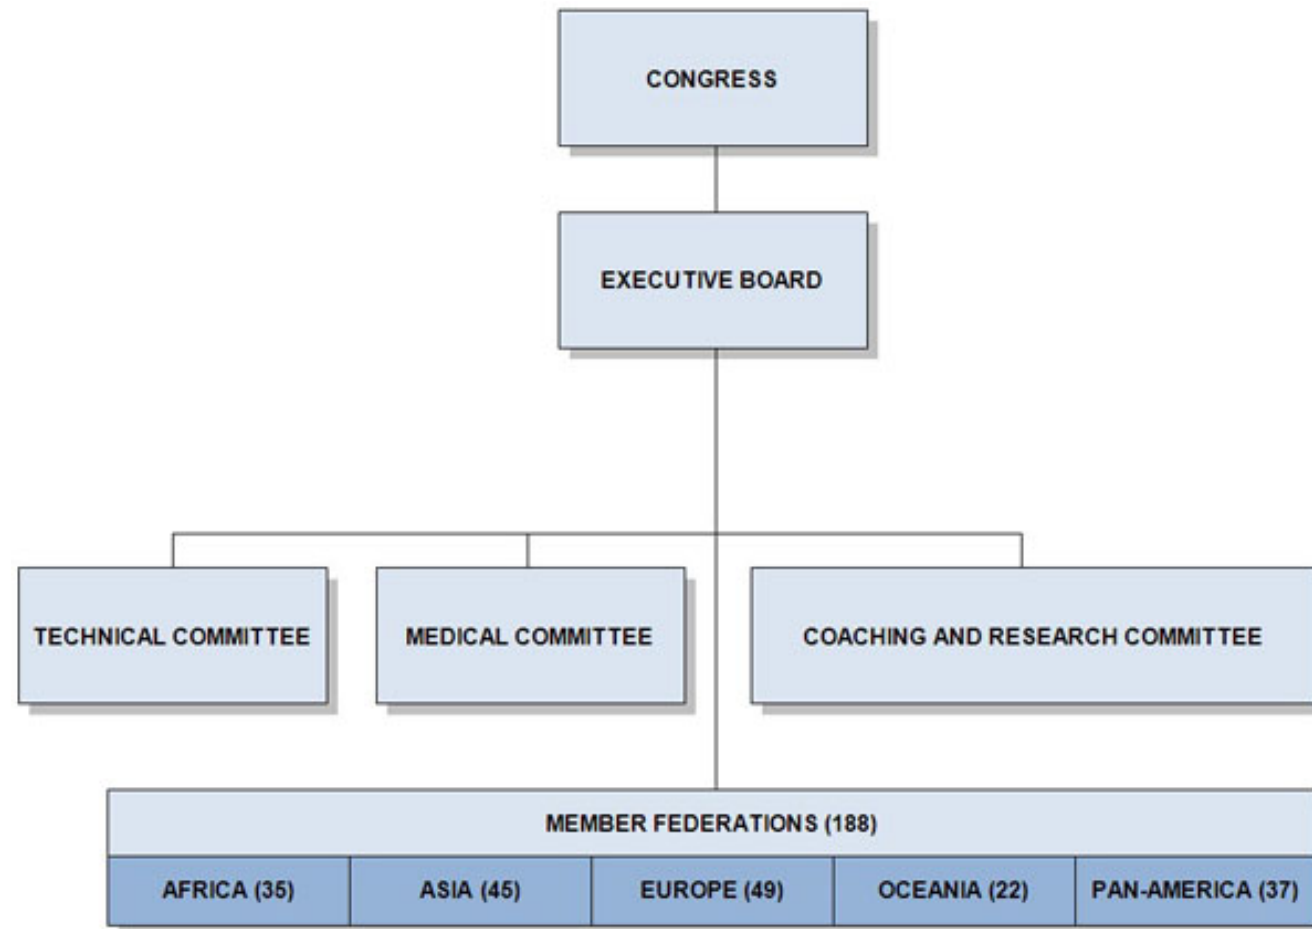 CONGRESS
EXECUTIVE BOARD
TECHNICAL COMMITTEE
MEDICAL COMMITTEE
COACHING AND RESEARCH COMMITTEE
MEMBER FEDERATIONS (188)
AFRICA (35)
ASIA (45)
EUROPE (49)
OCEANIA (22)
PAN-AMERICA (37)